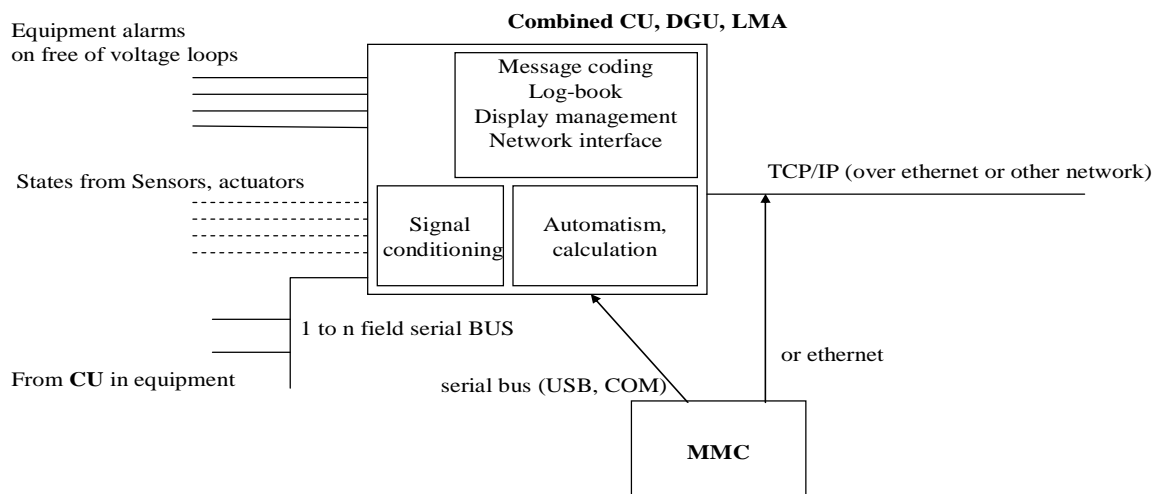 Combined CU, DGU, LMA
Equipment alarms
on free of voltage loops
Message coding
Log-book
Display management
Network interface
TCP/IP (over ethernet or other network)
States from Sensors, actuators
Signal
conditioning
Automatism,
calculation
1 to n field serial BUS
or ethernet
From CU in equipment
serial bus (USB, COM)
MMC